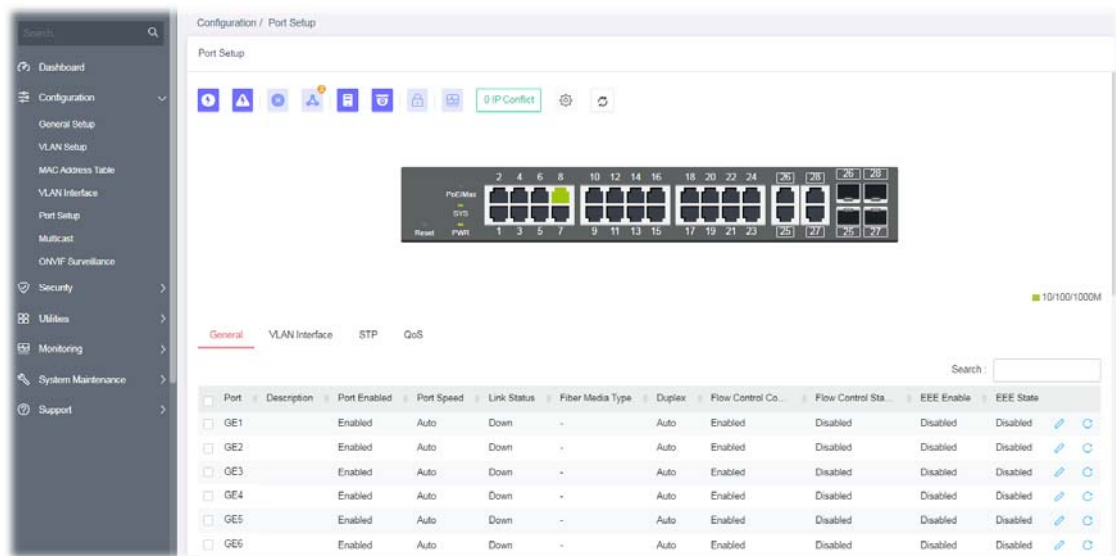 Search
Dashboard
Configuration
General Setup
VLAN Setup
MAC Address Table
VLAN Interface
Port Setup
Multicast
ONVIF Surveillance
Security
Utilities
Monitoring
System Maintenance
Support
Configuration / Port Setup
Port Setup
0 IP Conflict
2 4 6 8 10 12 14 16 18 20 22 24 26 28 26 28
PoE/Max
SYS
Reset PWR 1 3 5 7 9 11 13 15 17 19 21 23 25 27 25 27
10/100/1000M
General VLAN Interface STP QoS
Search :
Port Description Port Enabled Port Speed Link Status Fiber Media Type Duplex Flow Control Co... Flow Control Sta... EEE Enable EEE State
GE1 Enabled Auto Down - Auto Enabled Disabled Disabled Disabled
GE2 Enabled Auto Down - Auto Enabled Disabled Disabled Disabled
GE3 Enabled Auto Down - Auto Enabled Disabled Disabled Disabled
GE4 Enabled Auto Down - Auto Enabled Disabled Disabled Disabled
GE5 Enabled Auto Down - Auto Enabled Disabled Disabled Disabled
GE6 Enabled Auto Down - Auto Enabled Disabled Disabled Disabled